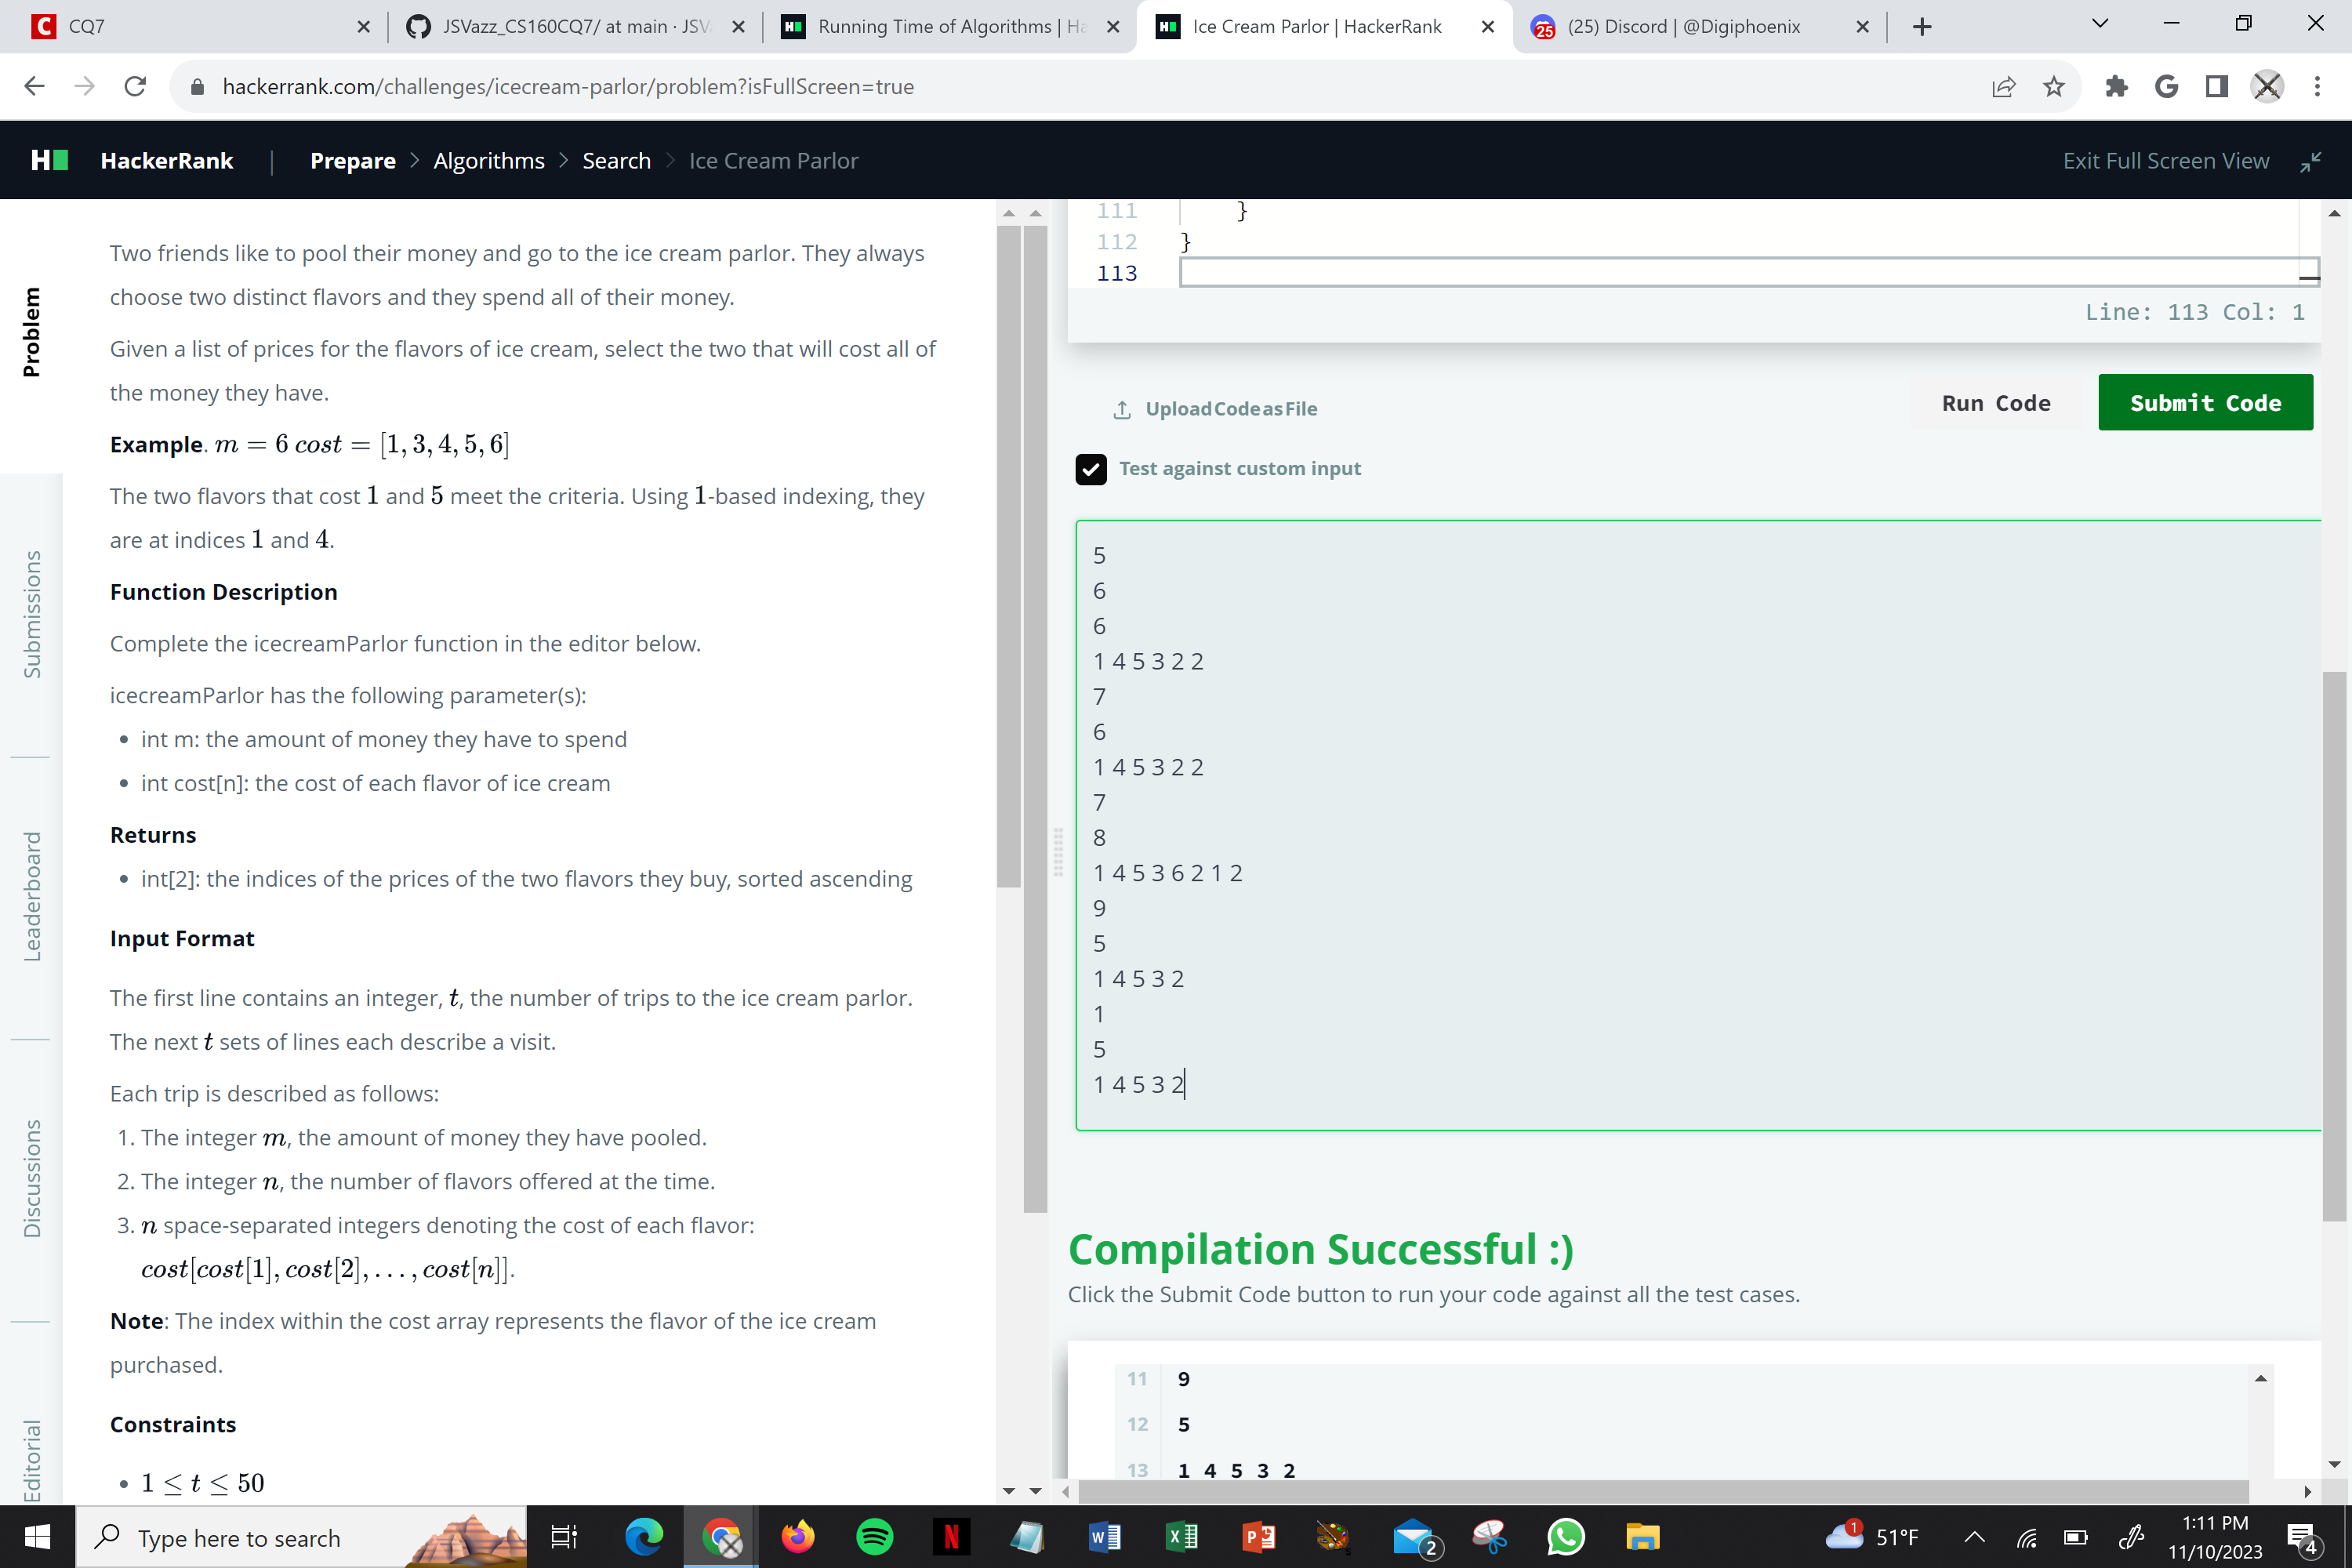 CQ7
JSVazz_CS160CQ7/ at main · JSV
Running Time of Algorithms | Ha
Ice Cream Parlor | HackerRank
(25) Discord | @Digiphoenix
25
hackerrank.com/challenges/icecream-parlor/problem?isFullScreen=true
HackerRank | Prepare > Algorithms > Search > Ice Cream Parlor
Exit Full Screen View
Problem
Submissions
Leaderboard
Discussions
Editorial
Two friends like to pool their money and go to the ice cream parlor. They always
choose two distinct flavors and they spend all of their money.
Given a list of prices for the flavors of ice cream, select the two that will cost all of
the money they have.
Example. m = 6 cost = [1, 3, 4, 5, 6]
The two flavors that cost 1 and 5 meet the criteria. Using 1-based indexing, they
are at indices 1 and 4.
Function Description
Complete the icecreamParlor function in the editor below.
icecreamParlor has the following parameter(s):
• int m: the amount of money they have to spend
• int cost[n]: the cost of each flavor of ice cream
Returns
• int[2]: the indices of the prices of the two flavors they buy, sorted ascending
Input Format
The first line contains an integer, t, the number of trips to the ice cream parlor.
The next t sets of lines each describe a visit.
Each trip is described as follows:
1. The integer m, the amount of money they have pooled.
2. The integer n, the number of flavors offered at the time.
3. n space-separated integers denoting the cost of each flavor:
cost[cost[1], cost[2], . . . , cost[n]].
Note: The index within the cost array represents the flavor of the ice cream
purchased.
Constraints
• 1 ≤ t ≤ 50
111 }
112 }
113
Line: 113 Col: 1
Upload Code as File
Run Code
Submit Code
Test against custom input
5
6
6
1 4 5 3 2 2
7
6
1 4 5 3 2 2
7
8
1 4 5 3 6 2 1 2
9
5
1 4 5 3 2
1
5
1 4 5 3 2
Compilation Successful :)
Click the Submit Code button to run your code against all the test cases.
11 9
12 5
13 1 4 5 3 2
Type here to search
2
1
51°F
1:11 PM
11/10/2023
4